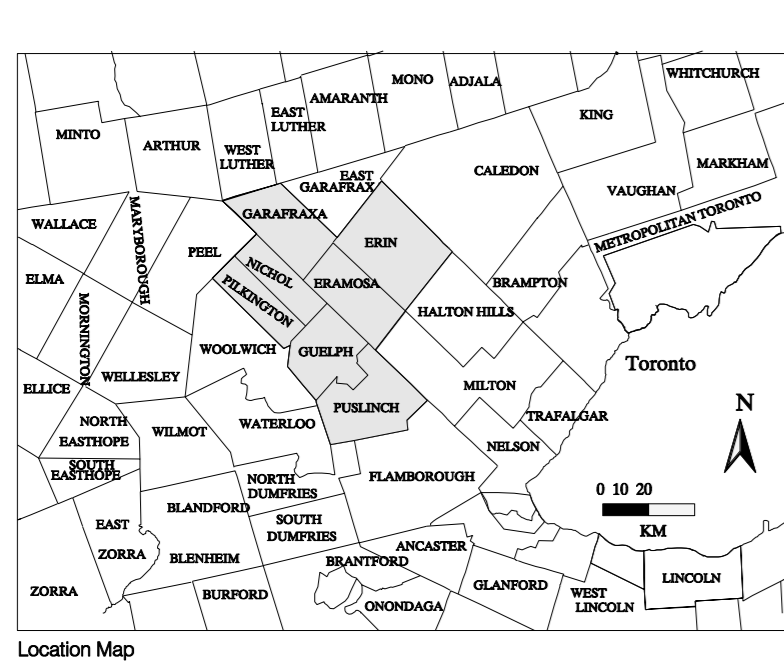 WHITCHURCH
MONO
ADJALA
AMARANTH
EAST
LUTHER
KING
MINTO
ARTHUR
WEST
LUTHER
MARKHAM
CALEDON
EAST
GARAFRAX
VAUGHAN
GARAFRAXA
METROPOLITAN TORONTO
WALLACE
MARYBOROUGH
PEEL
ERIN
ELMA
NICHOL
ERAMOSA
BRAMPTON
PILKINGTON
HALTON HILLS
MORNINGTON
WOOLWICH
GUELPH
Toronto
WELLESLEY
ELLICE
MILTON
N
PUSLINCH
TRAFALGAR
NORTH
EASTHOPE
WILMOT
WATERLOO
NELSON
SOUTH
EASTHOPE
NORTH
DUMFRIES
FLAMBOROUGH
0 10 20
KM
BLANDFORD
SOUTH
DUMFRIES
EAST
ZORRA
BLENHEIM
BRANTFORD
ANCASTER
ZORRA
BURFORD
ONONDAGA
GLANFORD
WEST
LINCOLN
LINCOLN
Location Map